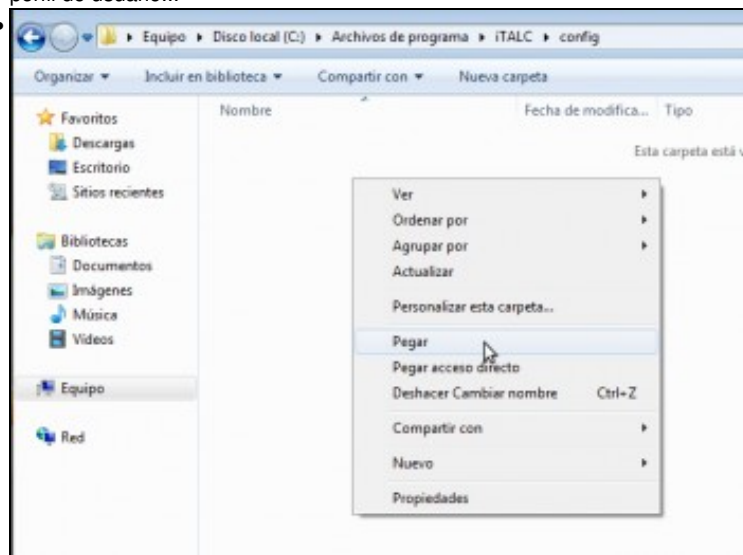 perfil de usuario...
Equipo ▸ Disco local (C:) ▸ Archivos de programa ▸ iTALC ▸ config
Organizar Incluir en biblioteca Compartir con Nueva carpeta
Nombre Fecha de modifica... Tipo
Esta carpeta está
Favoritos
Descargas
Escritorio
Sitios recientes
Bibliotecas
Documentos
Imágenes
Música
Vídeos
Equipo
Red
Ver
Ordenar por
Agrupar por
Actualizar
Personalizar esta carpeta...
Pegar
Pegar acceso directo
Deshacer Cambiar nombre Ctrl+Z
Compartir con
Nuevo
Propiedades